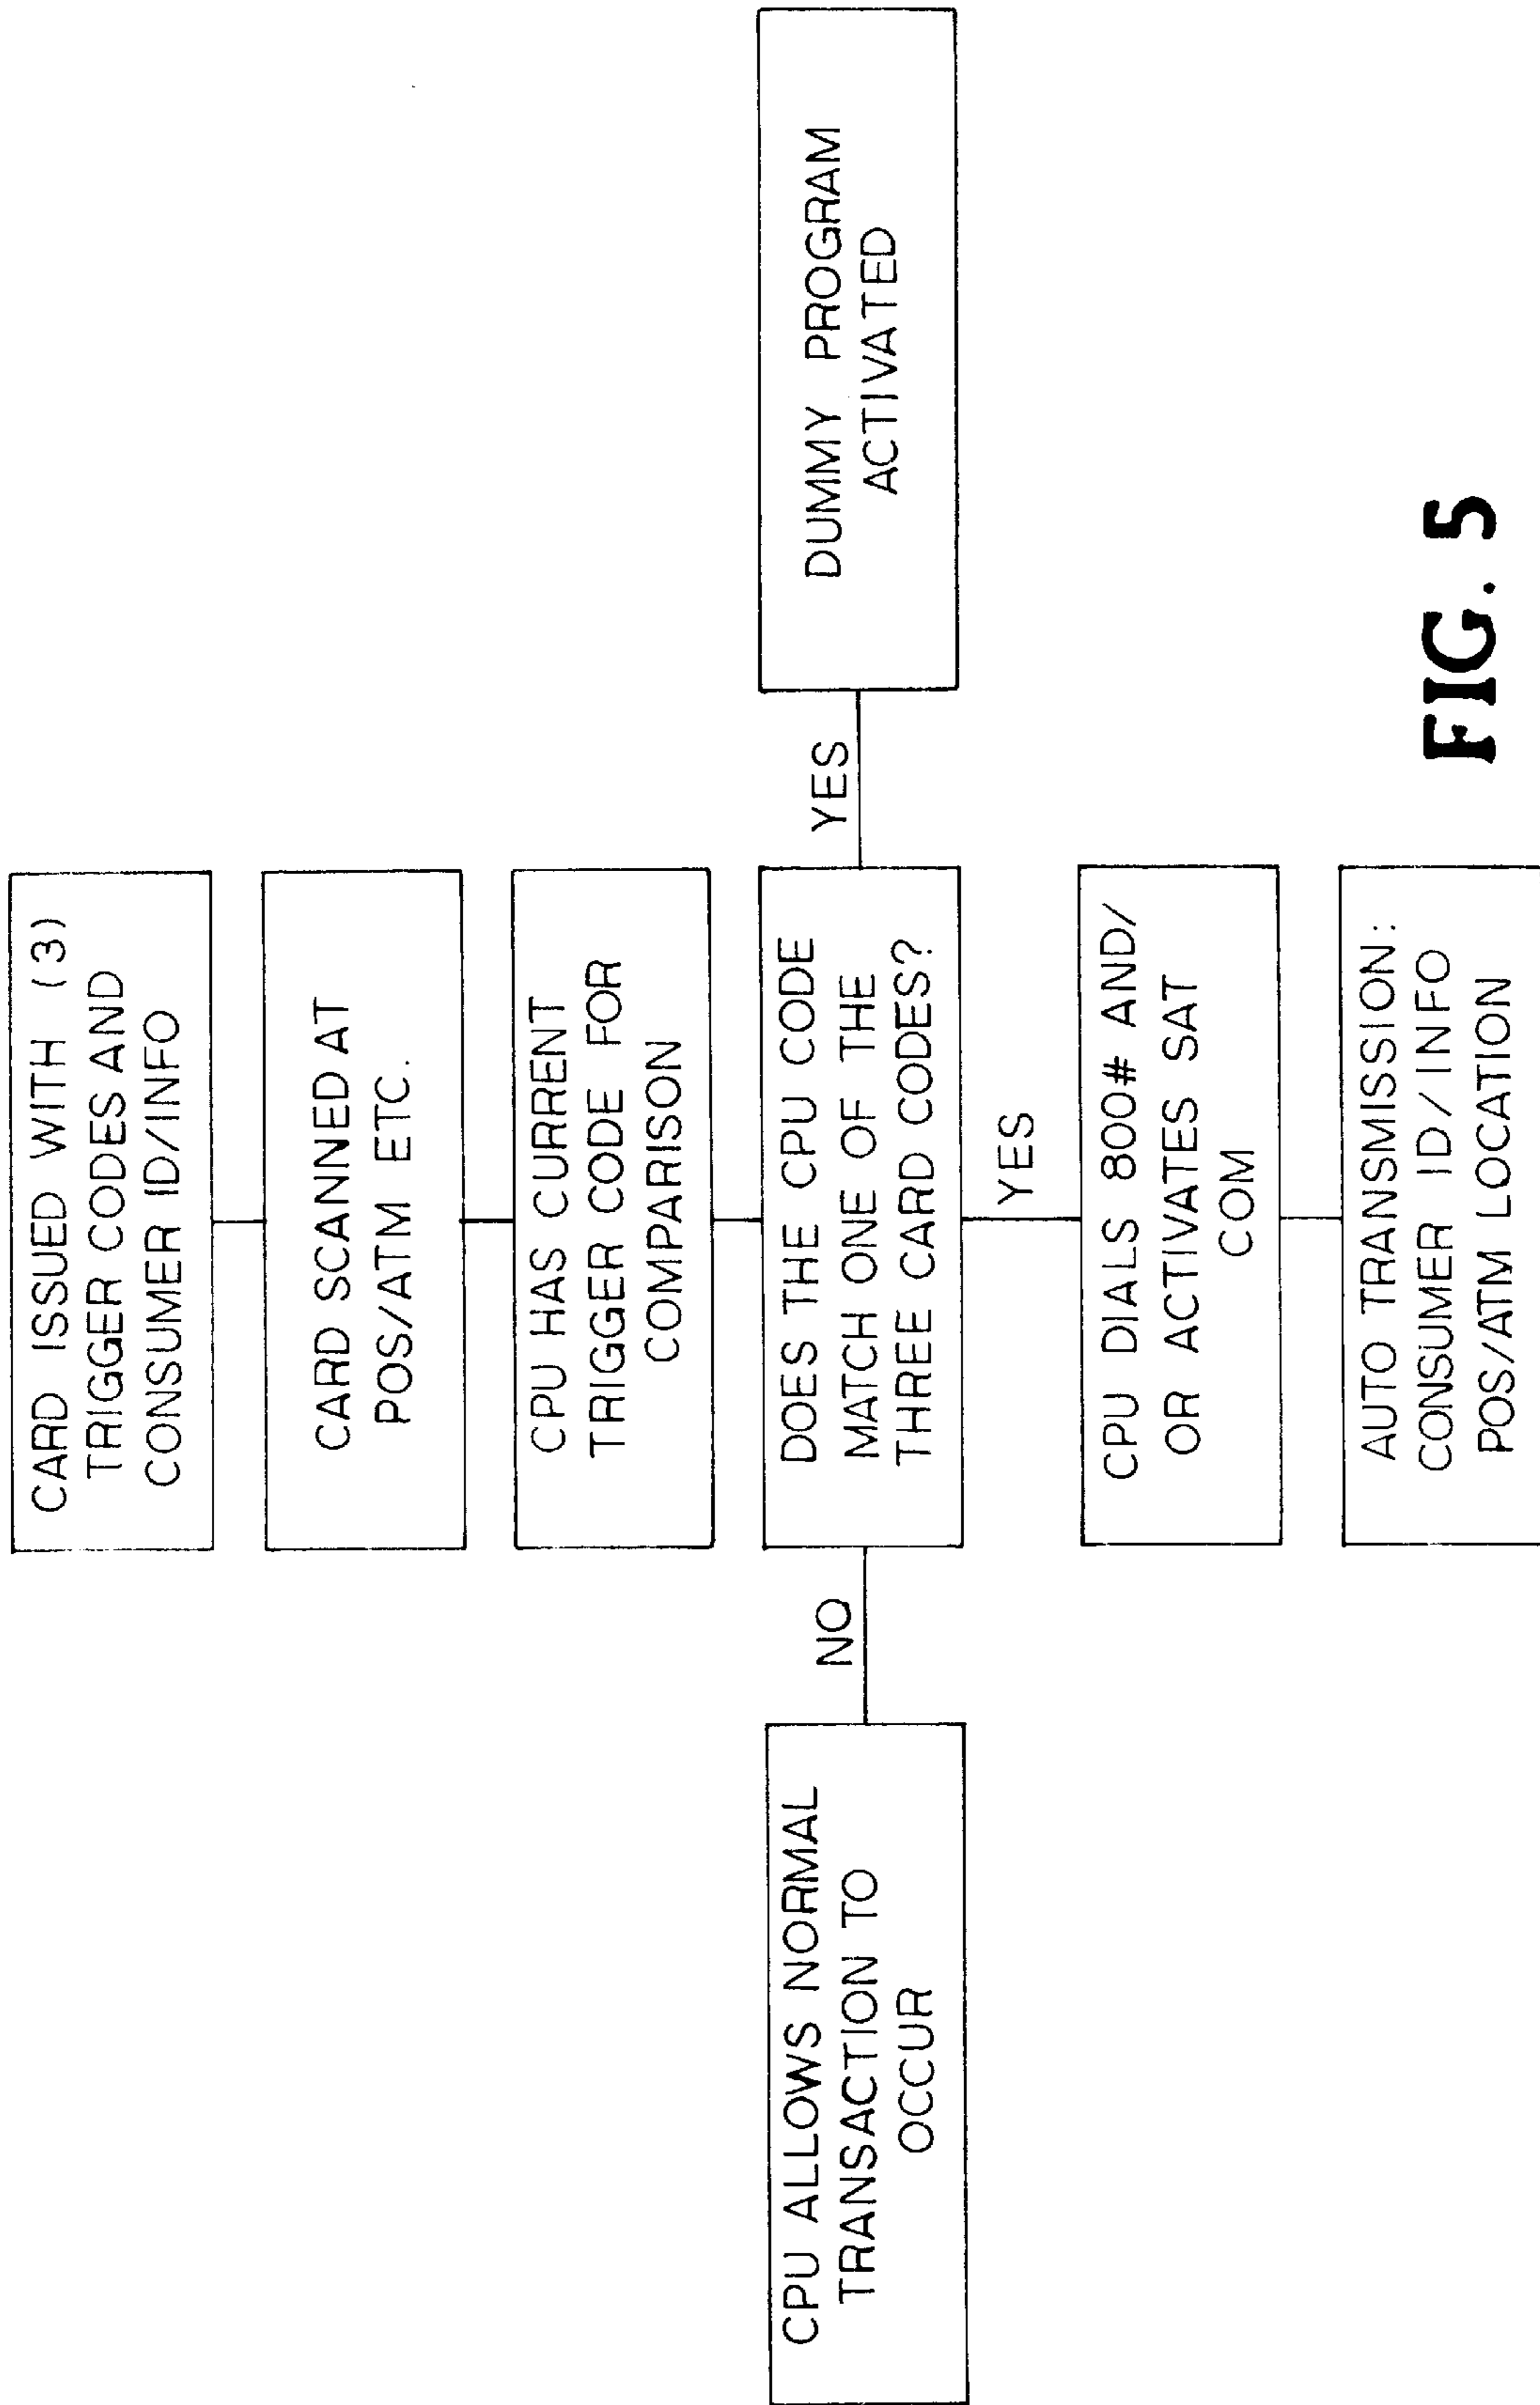 CARD ISSUED WITH (3)
TRIGGER CODES AND
CONSUMER ID/INFO
CARD SCANNED AT
POS/ATM ETC.
CPU HAS CURRENT
TRIGGER CODE FOR
COMPARISON
CPU ALLOWS NORMAL
TRANSACTION TO
OCCUR
NO
DOES THE CPU CODE
MATCH ONE OF THE
THREE CARD CODES?
YES
DUMMY PROGRAM
ACTIVATED
YES
CPU DIALS 800# AND/
OR ACTIVATES SAT
COM
AUTO TRANSMISSION:
CONSUMER ID/INFO
POS/ATM LOCATION
FIG. 5